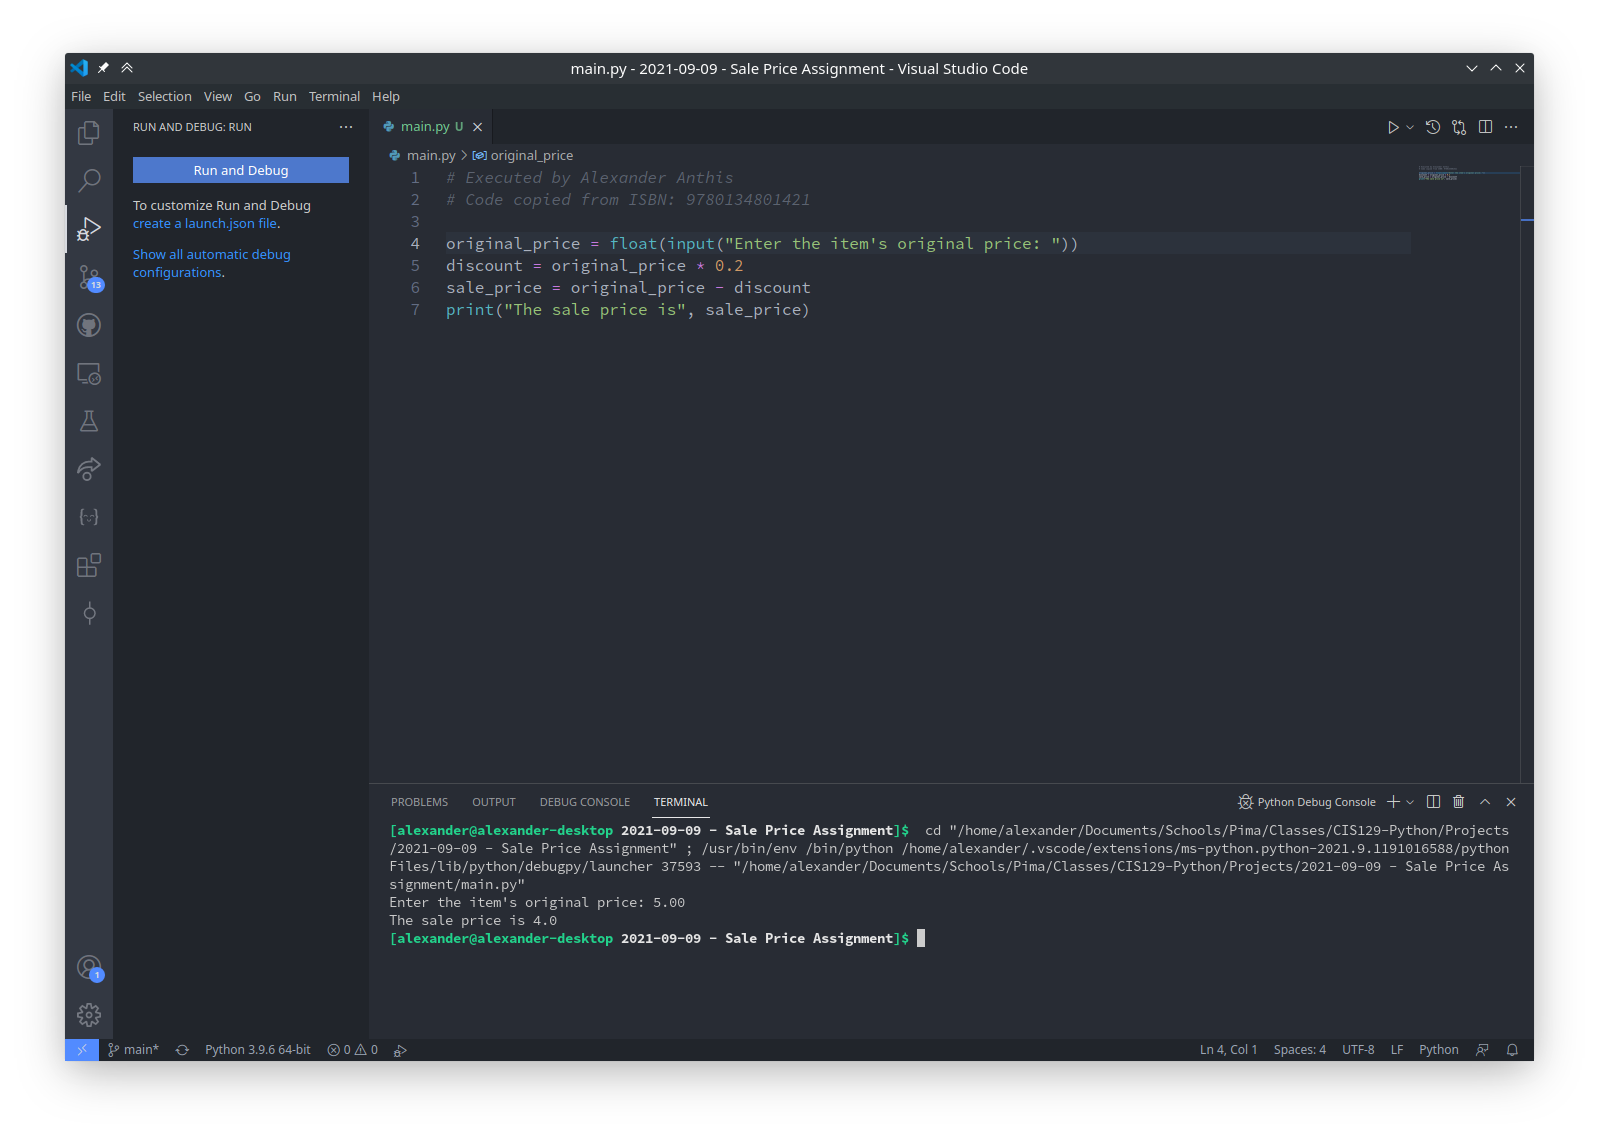 main.py - 2021-09-09 - Sale Price Assignment - Visual Studio Code
File Edit Selection View Go Run Terminal Help
RUN AND DEBUG: RUN
Run and Debug
To customize Run and Debug
create a launch.json file.
Show all automatic debug
configurations.
13
1
main.py U
main.py > original_price
1 # Executed by Alexander Anthis
2 # Code copied from ISBN: 9780134801421
3
4 original_price = float(input("Enter the item's original price: "))
5 discount = original_price * 0.2
6 sale_price = original_price - discount
7 print("The sale price is", sale_price)
PROBLEMS OUTPUT DEBUG CONSOLE TERMINAL
Python Debug Console
[alexander@alexander-desktop 2021-09-09 - Sale Price Assignment]$ cd "/home/alexander/Documents/Schools/Pima/Classes/CIS129-Python/Projects
/2021-09-09 - Sale Price Assignment" ; /usr/bin/env /bin/python /home/alexander/.vscode/extensions/ms-python.python-2021.9.1191016588/python
Files/lib/python/debugpy/launcher 37593 -- "/home/alexander/Documents/Schools/Pima/Classes/CIS129-Python/Projects/2021-09-09 - Sale Price As
signment/main.py"
Enter the item's original price: 5.00
The sale price is 4.0
[alexander@alexander-desktop 2021-09-09 - Sale Price Assignment]$
main* Python 3.9.6 64-bit 0 0 Ln 4, Col 1 Spaces: 4 UTF-8 LF Python